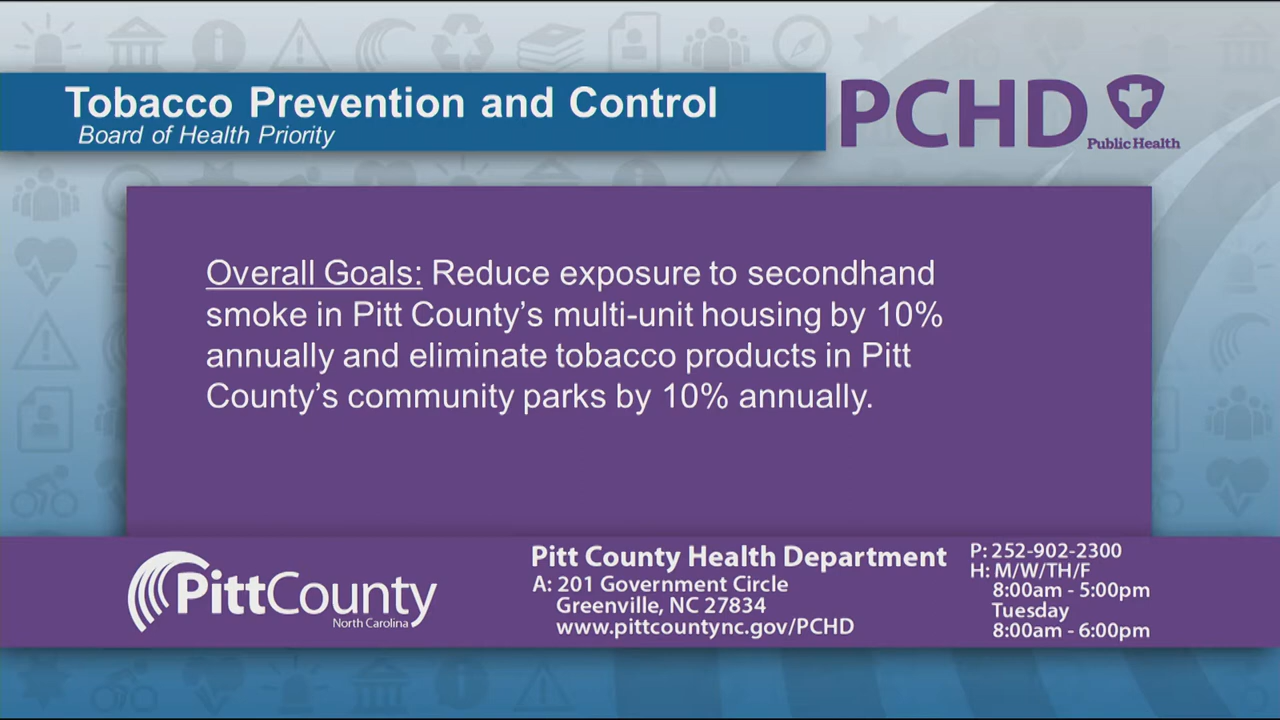 Tobacco Prevention and Control
Board of Health Priority
PCHD
Public Health
Overall Goals: Reduce exposure to secondhand
smoke in Pitt County’s multi-unit housing by 10%
annually and eliminate tobacco products in Pitt
County’s community parks by 10% annually.
PittCounty
North Carolina
Pitt County Health Department
A: 201 Government Circle
Greenville, NC 27834
www.pittcountync.gov/PCHD
P: 252-902-2300
H: M/W/TH/F
8:00am - 5:00pm
Tuesday
8:00am - 6:00pm